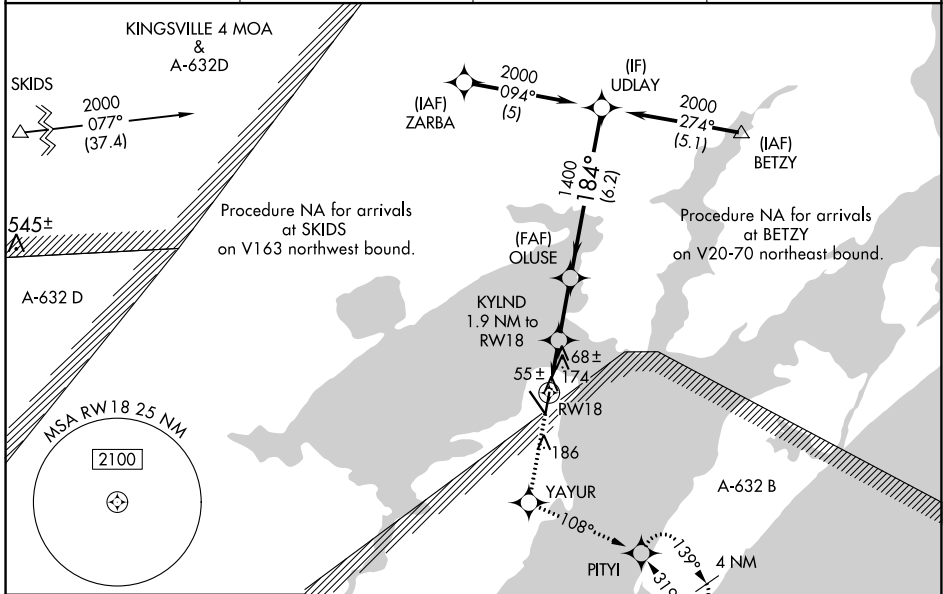 KINGSVILLE 4 MOA
&
A-632D
SKIDS
2000
077°
(37.4)
2000
094°
(5)
(IAF)
ZARBA
(IF)
UDLAY
2000
274°
(5.1)
(IAF)
BETZY
1400
184°
(6.2)
545±
Procedure NA for arrivals
at SKIDS
on V163 northwest bound.
Procedure NA for arrivals
at BETZY
on V20-70 northeast bound.
(FAF)
OLUSE
A-632 D
KYLND
1.9 NM to
RW18
68±
174
55±
RW18
MSA RW18 25 NM
2100
186
YAYUR
A-632 B
108°
PITYI
139°
4 NM
319°